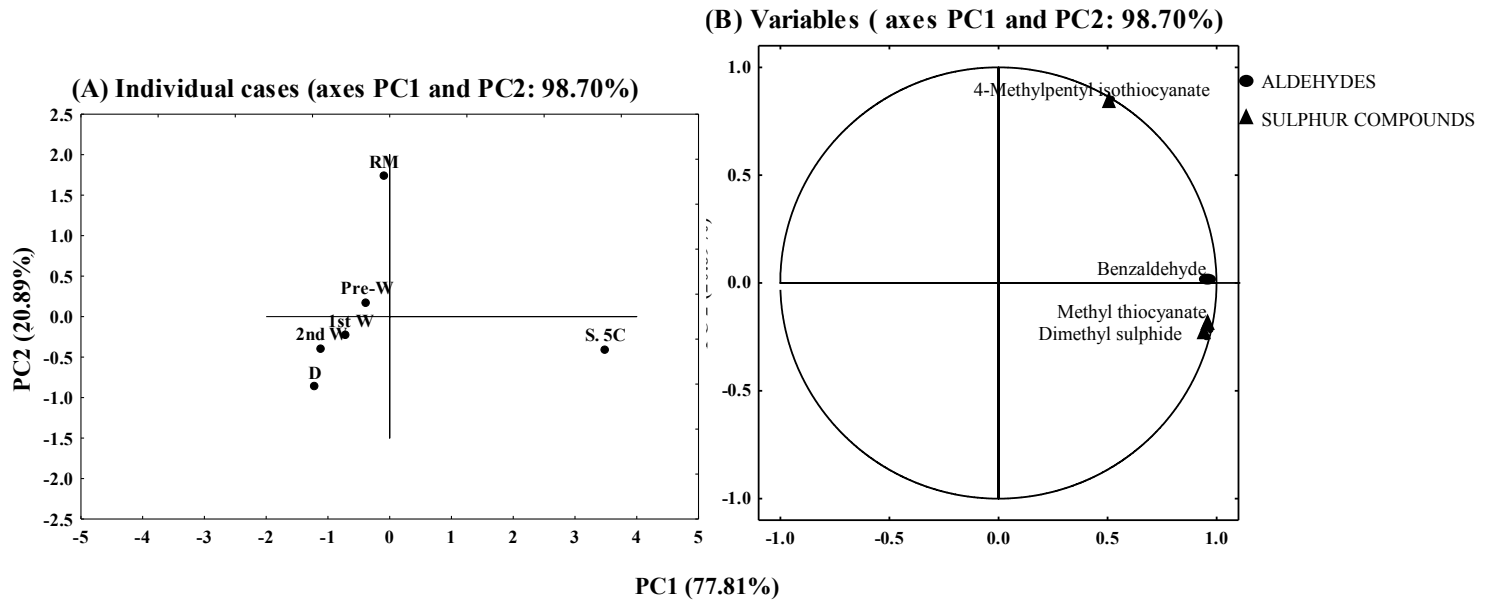 (A) Individual cases (axes PC1 and PC2: 98.70%)
PC2 (20.89%)
2.5
2.0
1.5
1.0
0.5
0.0
-0.5
-1.0
-1.5
-2.0
-2.5
RM
Pre-W
1st W
2nd W
D
S. 5C
-5 -4 -3 -2 -1 0 1 2 3 4 5
(B) Variables ( axes PC1 and PC2: 98.70%)
1.0
0.5
0.0
-0.5
-1.0
4-Methylpentyl isothiocyanate
Benzaldehyde
Methyl thiocyanate
Dimethyl sulphide
-1.0 -0.5 0.0 0.5 1.0
ALDEHYDES
SULPHUR COMPOUNDS
PC1 (77.81%)